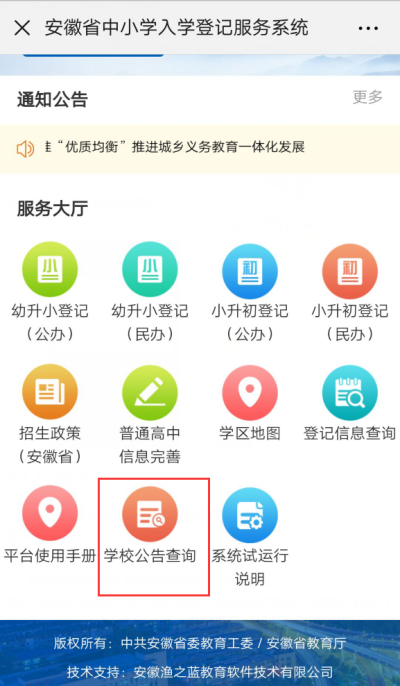 安徽省中小学入学登记服务系统
通知公告
更多
“优质均衡”推进城乡义务教育一体化发展
服务大厅
小
小
初
初
幼升小登记
（公办）
幼升小登记
（民办）
小升初登记
（公办）
小升初登记
（民办）
招生政策
（安徽省）
普通高中
信息完善
学区地图
登记信息查询
平台使用手册
学校公告查询
系统试运行
说明
版权所有：中共安徽省委教育工委 / 安徽省教育厅
技术支持：安徽渔之蓝教育软件技术有限公司